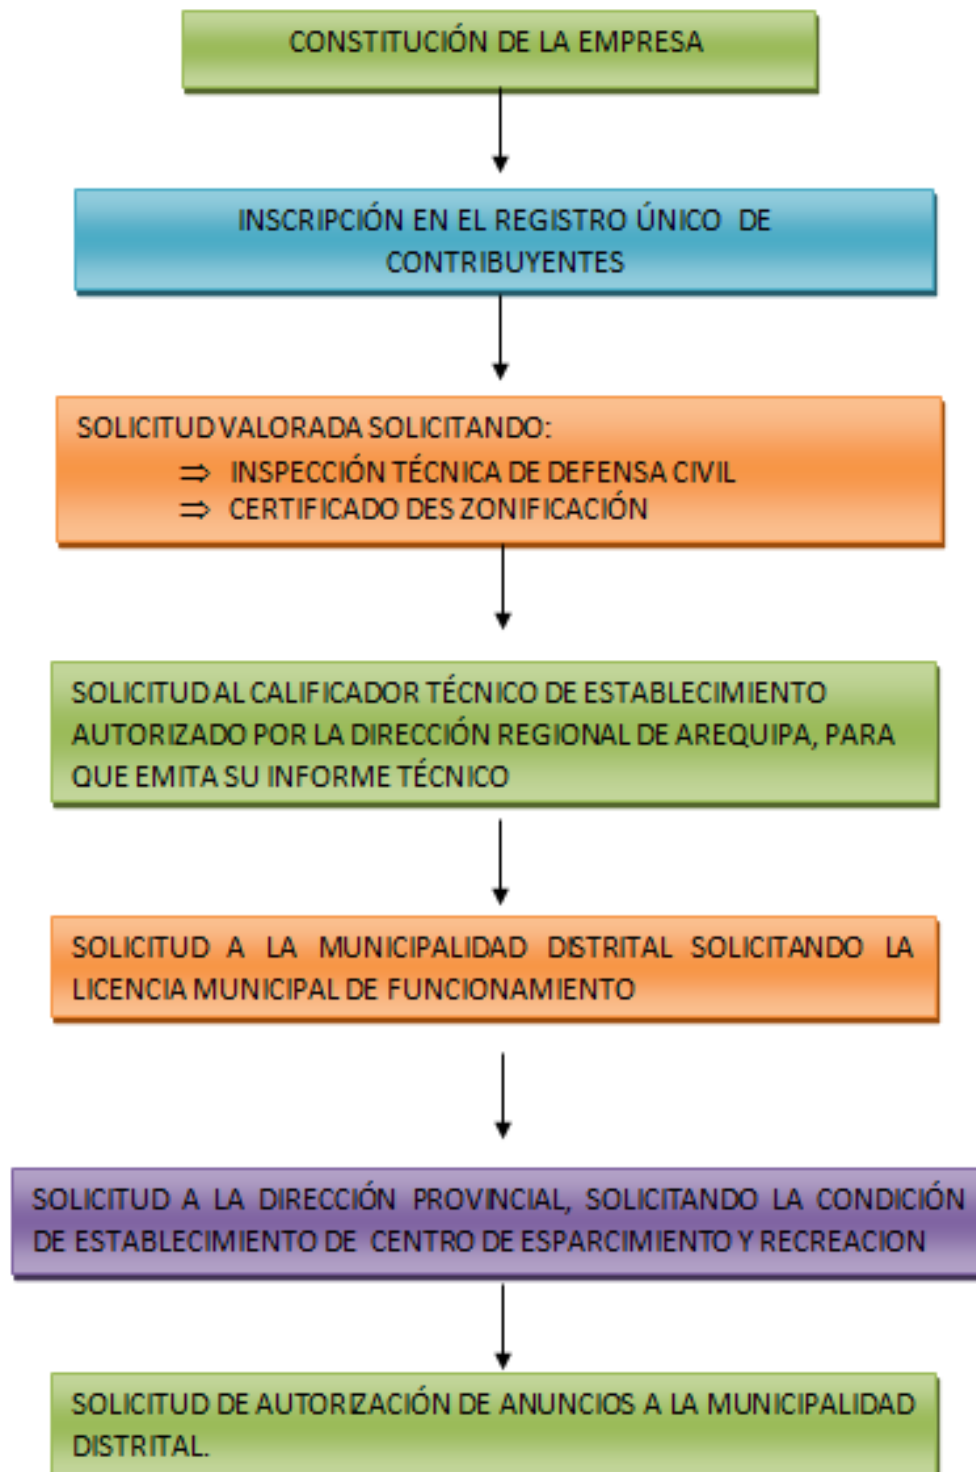 CONSTITUCIÓN DE LA EMPRESA
INSCRIPCIÓN EN EL REGISTRO ÚNICO DE
CONTRIBUYENTES
SOLICITUD VALORADA SOLICITANDO:
⇒ INSPECCIÓN TÉCNICA DE DEFENSA CIVIL
⇒ CERTIFICADO DES ZONIFICACIÓN
SOLICITUD AL CALIFICADOR TÉCNICO DE ESTABLECIMIENTO
AUTORIZADO POR LA DIRECCIÓN REGIONAL DE AREQUIPA, PARA
QUE EMITA SU INFORME TÉCNICO
SOLICITUD A LA MUNICIPALIDAD DISTRITAL SOLICITANDO LA
LICENCIA MUNICIPAL DE FUNCIONAMIENTO
SOLICITUD A LA DIRECCIÓN PROVINCIAL, SOLICITANDO LA CONDICIÓN
DE ESTABLECIMIENTO DE CENTRO DE ESPARCIMIENTO Y RECREACION
SOLICITUD DE AUTORIZACIÓN DE ANUNCIOS A LA MUNICIPALIDAD
DISTRITAL.